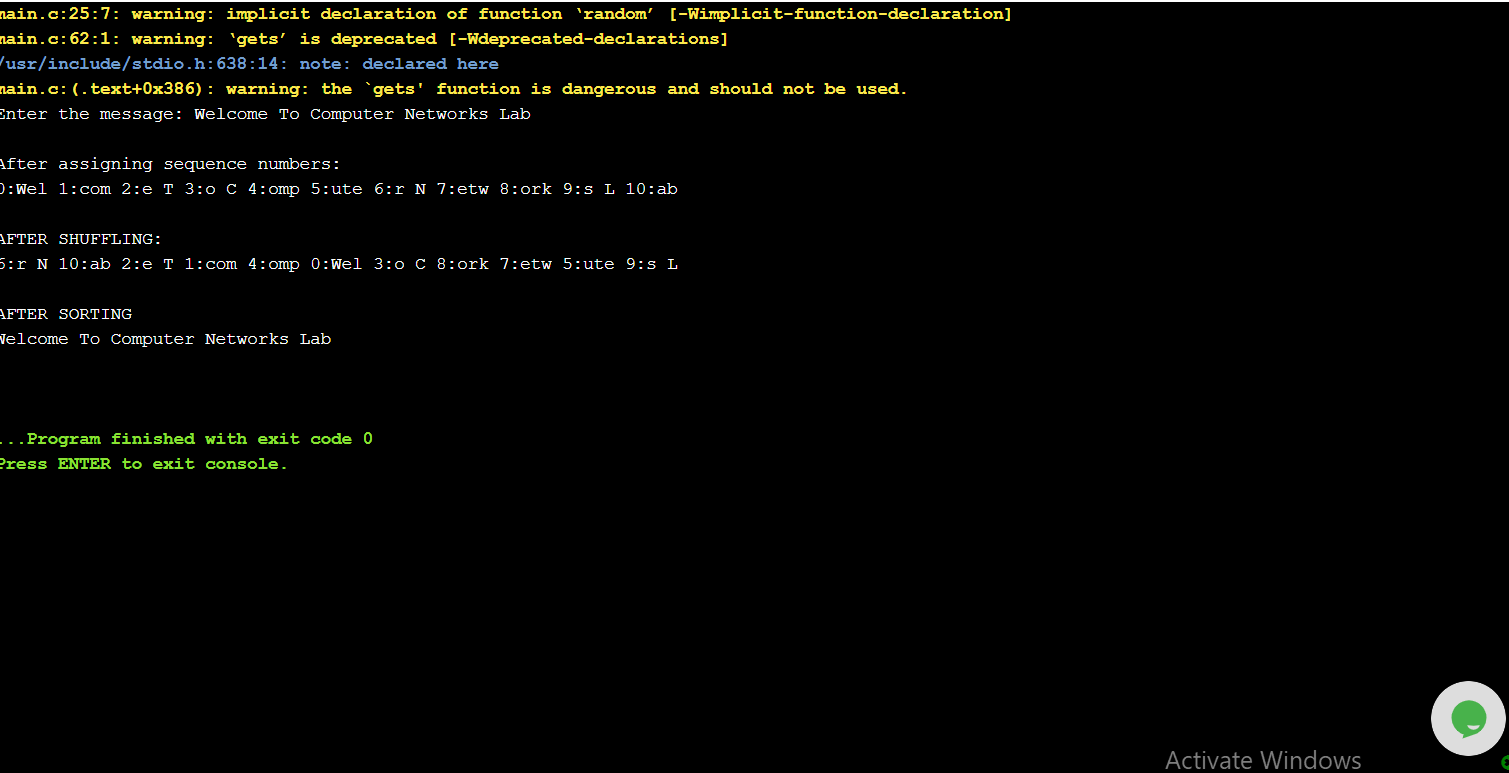 main.c:25:7: warning: implicit declaration of function ‘random’ [-Wimplicit-function-declaration]
main.c:62:1: warning: ‘gets’ is deprecated [-Wdeprecated-declarations]
/usr/include/stdio.h:638:14: note: declared here
main.c:(.text+0x386): warning: the `gets' function is dangerous and should not be used.
Enter the message: Welcome To Computer Networks Lab
After assigning sequence numbers:
0:Wel 1:com 2:e T 3:o C 4:omp 5:ute 6:r N 7:etw 8:ork 9:s L 10:ab
AFTER SHUFFLING:
6:r N 10:ab 2:e T 1:com 4:omp 0:Wel 3:o C 8:ork 7:etw 5:ute 9:s L
AFTER SORTING
Welcome To Computer Networks Lab
...Program finished with exit code 0
Press ENTER to exit console.
Activate Windows